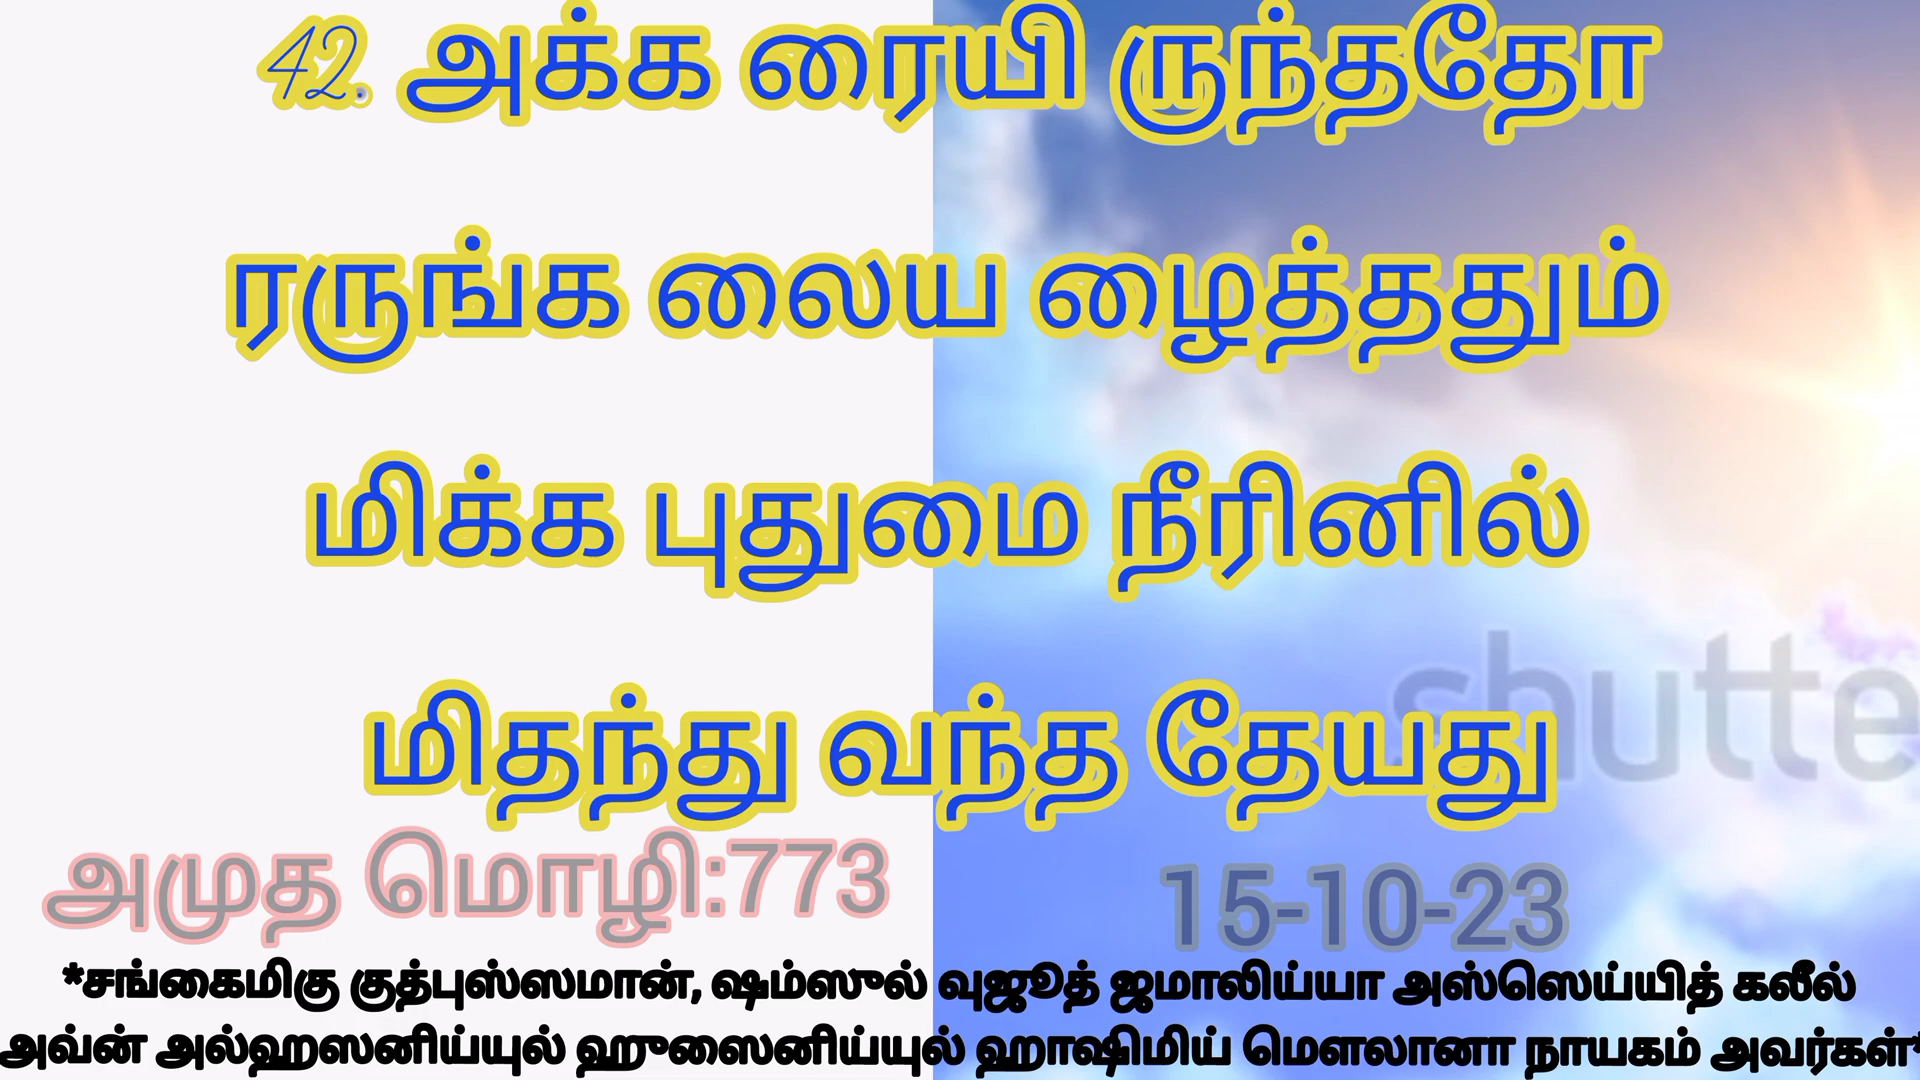 42. அக்க ரையி ருந்ததோ
ரருங்க லைய ழைத்ததும்
மிக்க புதுமை நீரினில்
மிதந்து வந்த தேயது
shutte
அமுத மொழி:773 15-10-23
*சங்கைமிகு குத்புஸ்ஸமான், ஷம்ஸுல் வுஜூத் ஜமாலிய்யா அஸ்ஸெய்யித் கலீல்
அவ்ன் அல்ஹஸனிய்யுல் ஹுஸைனிய்யுல் ஹாஷிமிய் மௌலானா நாயகம் அவர்கள்*